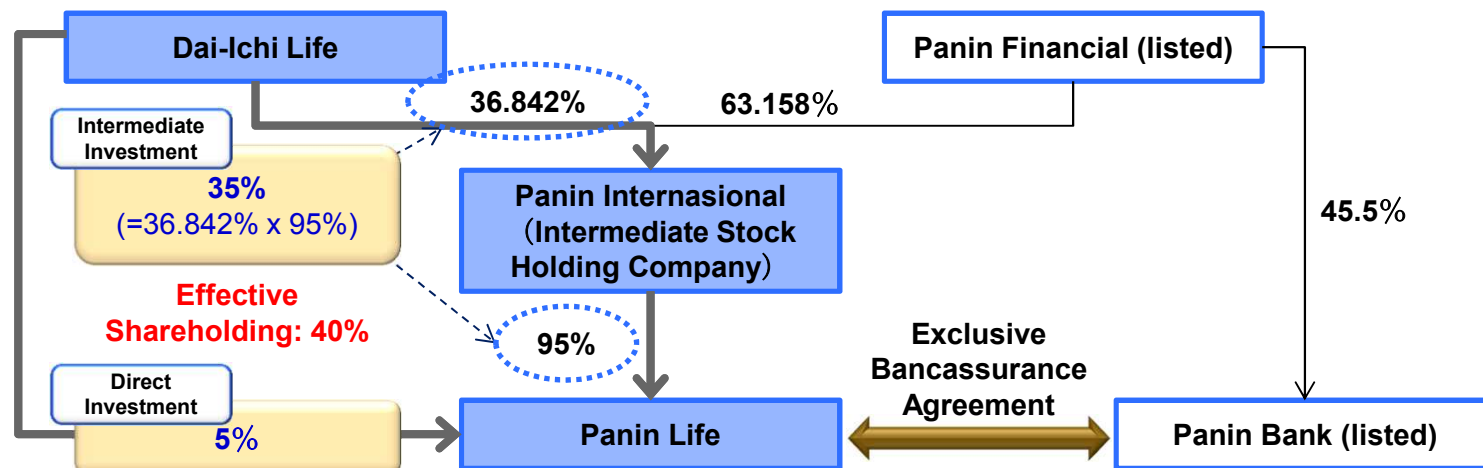 Dai-Ichi Life
Panin Financial (listed)
36.842%
63.158%
Intermediate
Investment
35%
(=36.842% x 95%)
Panin Internasional
（Intermediate Stock
Holding Company）
45.5%
Effective
Shareholding: 40%
95%
Exclusive
Bancassurance
Agreement
Direct
Investment
5%
Panin Life
Panin Bank (listed)